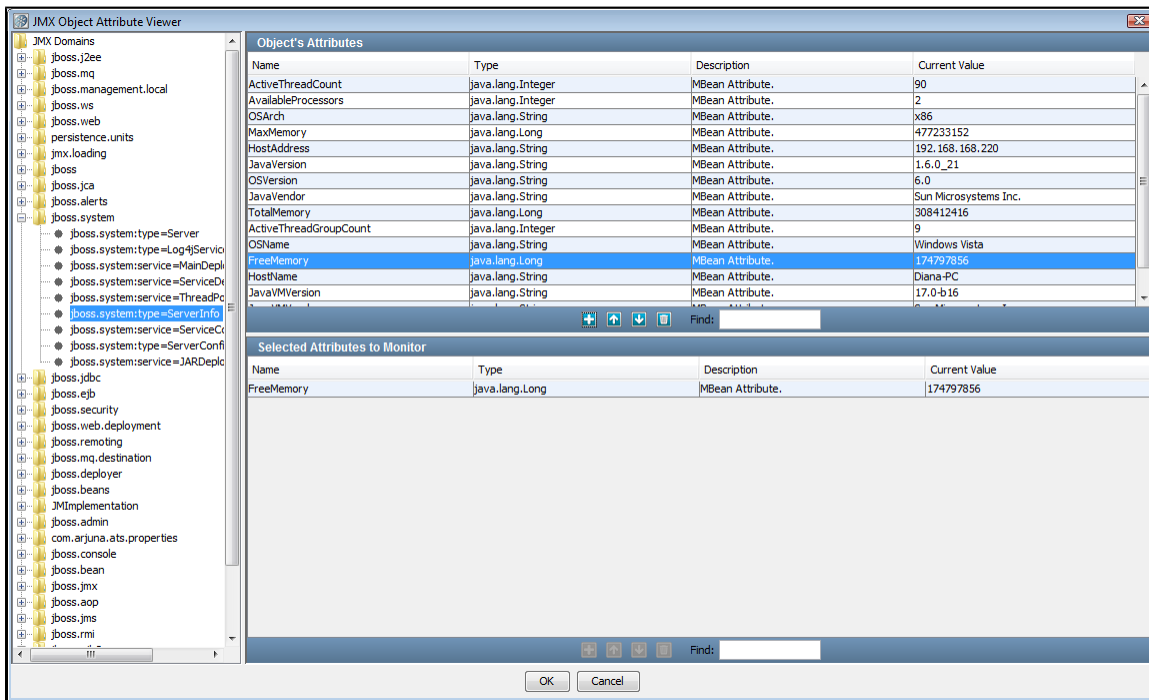 JMX Object Attribute Viewer
JMX Domains
jboss.j2ee
jboss.mq
jboss.management.local
jboss.ws
jboss.web
persistence.units
jmx.loading
jboss
jboss.jca
jboss.alerts
jboss.system
jboss.system:type=Server
jboss.system:type=Log4jService
jboss.system:service=MainDepl
jboss.system:service=ServiceDe
jboss.system:service=ThreadPo
jboss.system:type=ServerInfo
jboss.system:service=ServiceCo
jboss.system:type=ServerConfi
jboss.system:service=JARDeplo
jboss.jdbc
jboss.ejb
jboss.security
jboss.web.deployment
jboss.remoting
jboss.mq.destination
jboss.deployer
jboss.beans
JMImplementation
jboss.admin
com.arjuna.ats.properties
jboss.console
jboss.bean
jboss.jmx
jboss.aop
jboss.jms
jboss.rmi
Object's Attributes
Name Type Description Current Value
ActiveThreadCount java.lang.Integer MBean Attribute. 90
AvailableProcessors java.lang.Integer MBean Attribute. 2
OSArch java.lang.String MBean Attribute. x86
MaxMemory java.lang.Long MBean Attribute. 477233152
HostAddress java.lang.String MBean Attribute. 192.168.168.220
JavaVersion java.lang.String MBean Attribute. 1.6.0_21
OSVersion java.lang.String MBean Attribute. 6.0
JavaVendor java.lang.String MBean Attribute. Sun Microsystems Inc.
TotalMemory java.lang.Long MBean Attribute. 308412416
ActiveThreadGroupCount java.lang.Integer MBean Attribute. 9
OSName java.lang.String MBean Attribute. Windows Vista
FreeMemory java.lang.Long MBean Attribute. 174797856
HostName java.lang.String MBean Attribute. Diana-PC
JavaVMVersion java.lang.String MBean Attribute. 17.0-b16
Find:
Selected Attributes to Monitor
Name Type Description Current Value
FreeMemory java.lang.Long MBean Attribute. 174797856
Find:
OK Cancel